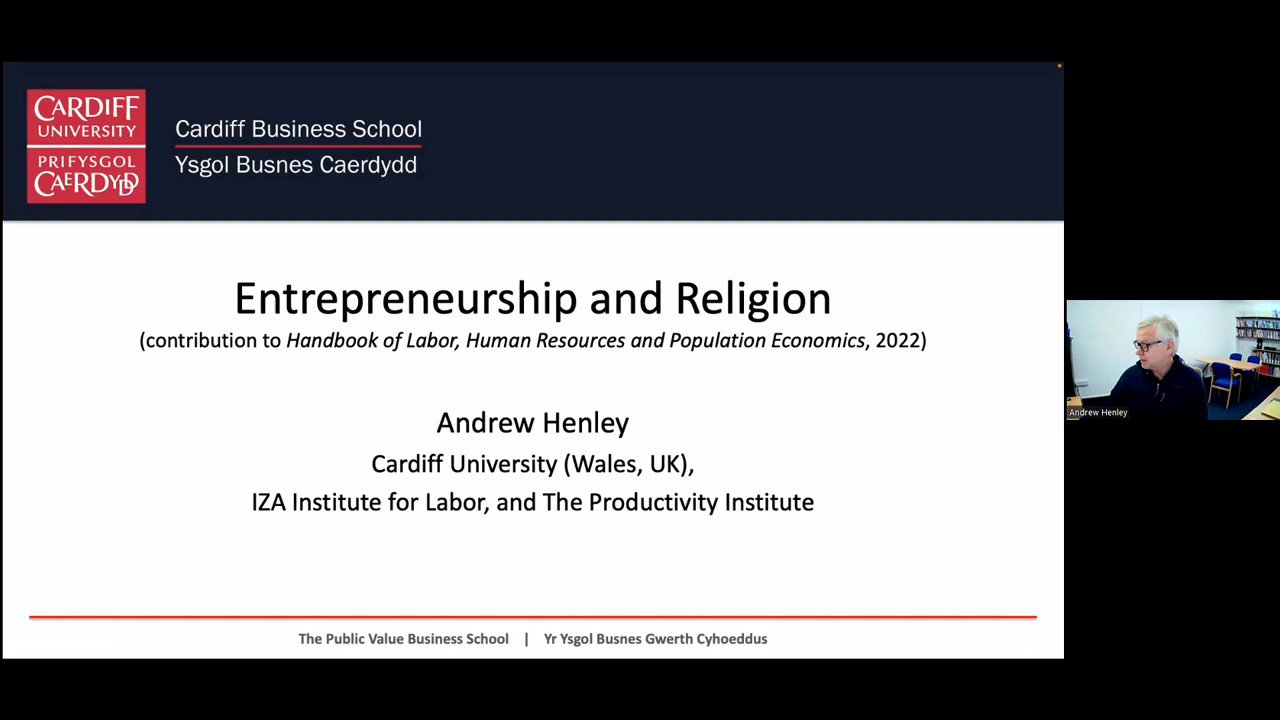 CARDIFF
UNIVERSITY
PRIFYSGOL
CAERDYDD
Cardiff Business School
Ysgol Busnes Caerdydd
Entrepreneurship and Religion
(contribution to Handbook of Labor, Human Resources and Population Economics, 2022)
Andrew Henley
Cardiff University (Wales, UK),
IZA Institute for Labor, and The Productivity Institute
The Public Value Business School | Yr Ysgol Busnes Gwerth Cyhoeddus
Andrew Henley